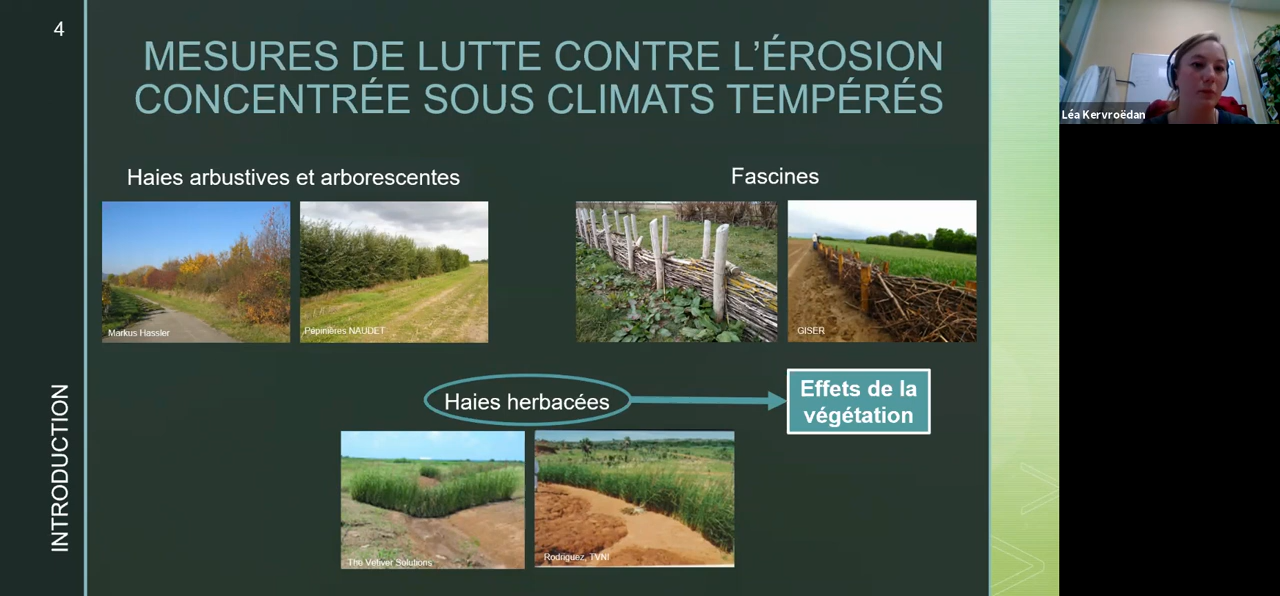 4
MESURES DE LUTTE CONTRE L’ÉROSION
CONCENTRÉE SOUS CLIMATS TEMPÉRÉS
Léa Kervroëdan
Haies arbustives et arborescentes
Fascines
Markus Hassler
Pépinières NAUDET
GISER
Haies herbacées
Effets de la
végétation
The Vetiver Solutions
Rodriguez, TVNI
INTRODUCTION